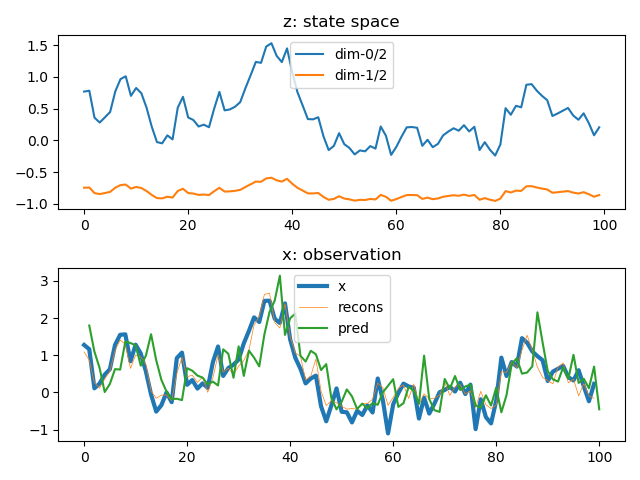 z: state space
1.5
1.0
0.5
0.0
−0.5
−1.0
dim-0/2
dim-1/2
0 20 40 60 80 100
x: observation
3
2
1
0
−1
x
recons
pred
0 20 40 60 80 100